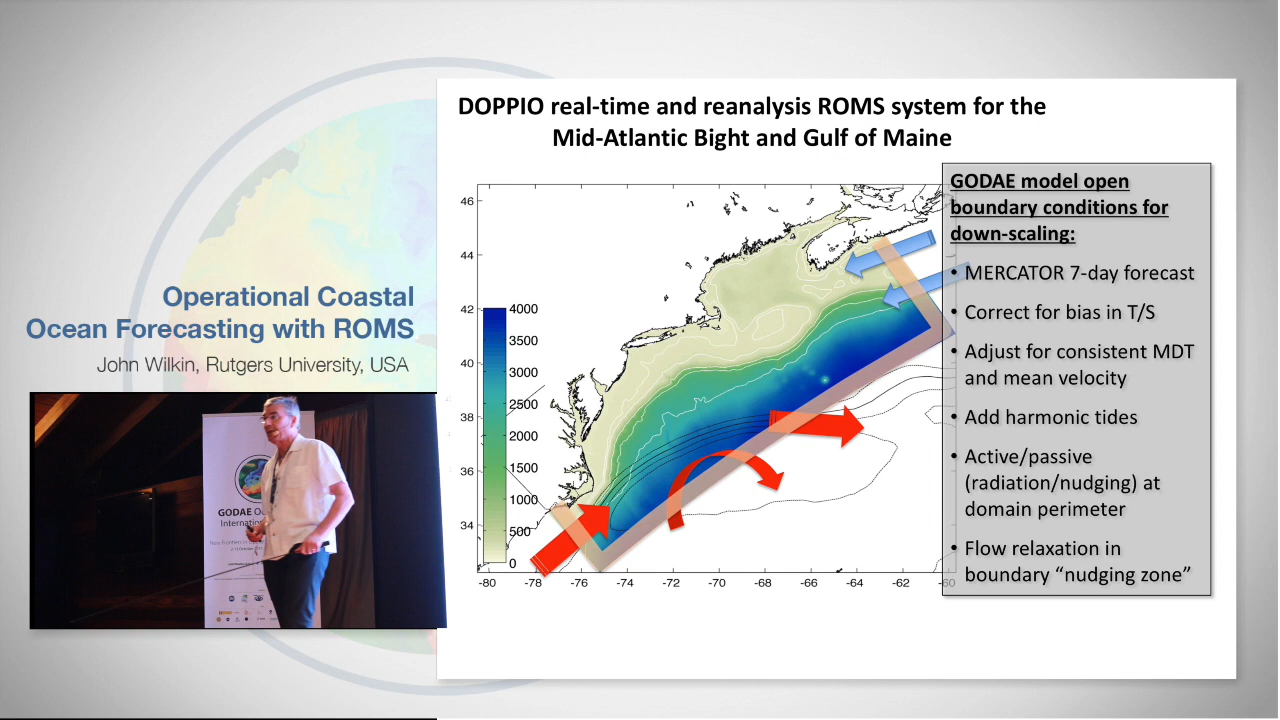 DOPPIO real-time and reanalysis ROMS system for the
Mid-Atlantic Bight and Gulf of Maine
GODAE model open
boundary conditions for
down-scaling:
• MERCATOR 7-day forecast
• Correct for bias in T/S
• Adjust for consistent MDT
and mean velocity
• Add harmonic tides
• Active/passive
(radiation/nudging) at
domain perimeter
• Flow relaxation in
boundary “nudging zone”
46
44
42
40
38
36
34
4000
3500
3000
2500
2000
1500
1000
500
0
-80
-78
-76
-74
-72
-70
-68
-66
-64
-62
-60
Operational Coastal
Ocean Forecasting with ROMS
John Wilkin, Rutgers University, USA
GODAE
Internation